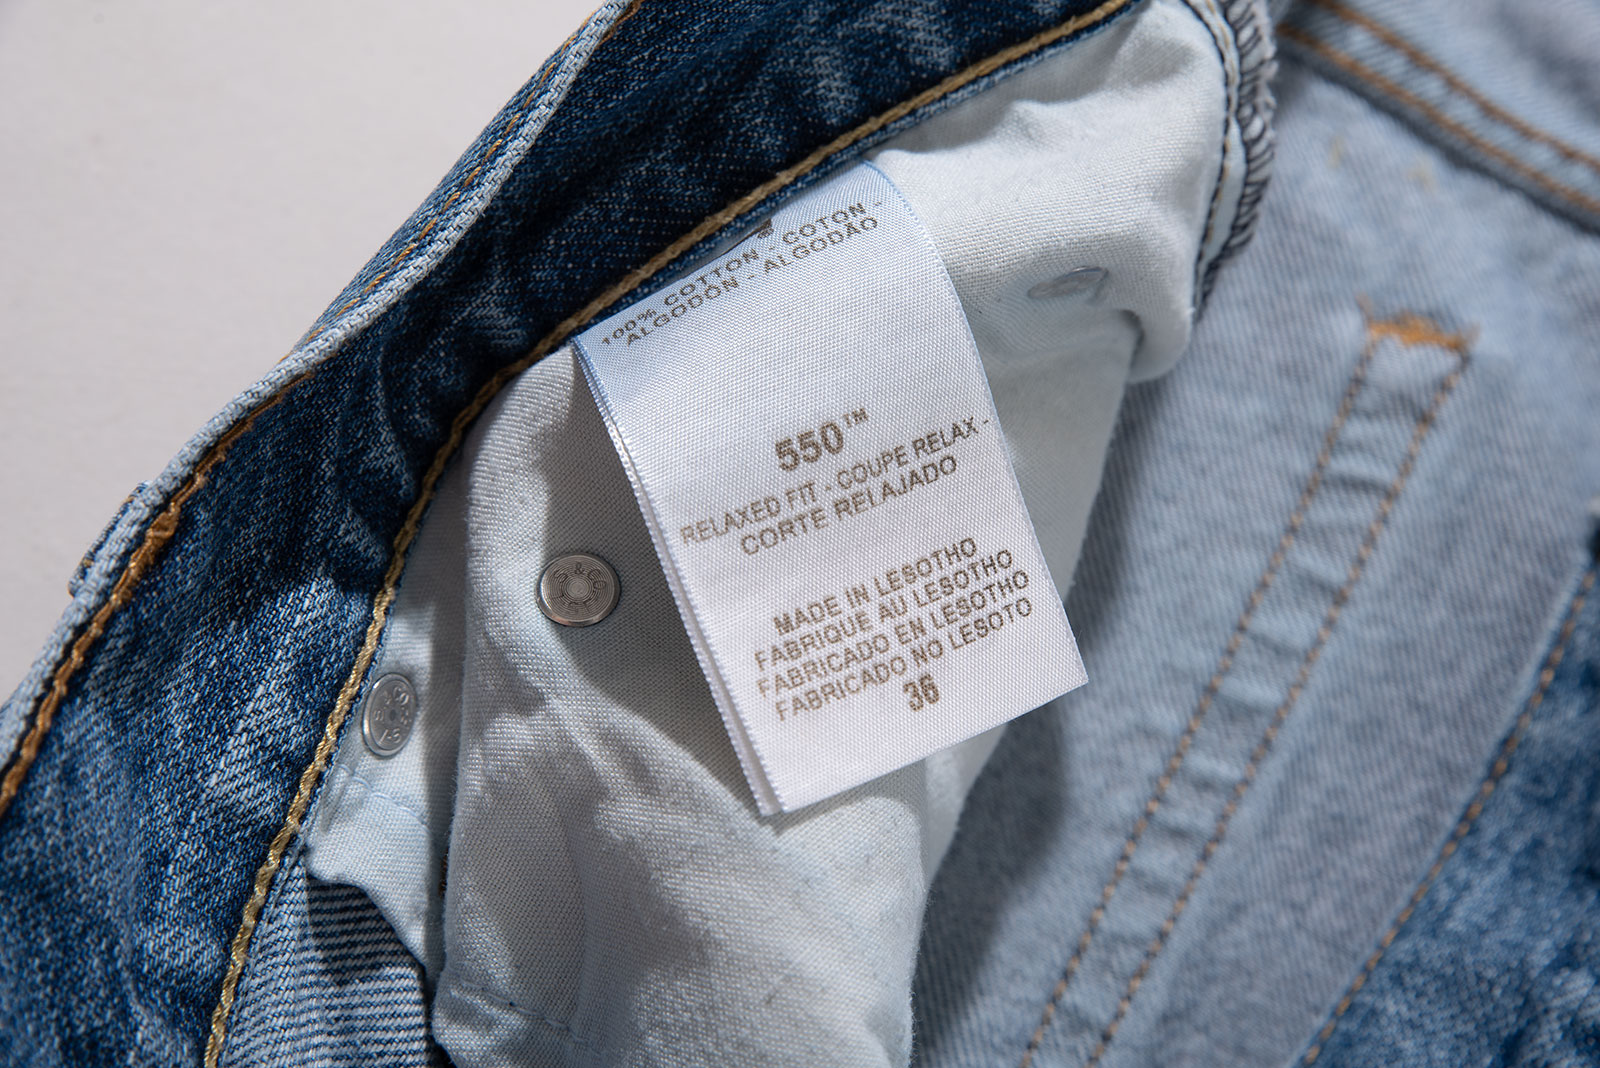 100% COTTON - COTON -
ALGODON - ALGODÃO
550™
RELAXED FIT - COUPE RELAX -
CORTE RELAJADO
MADE IN LESOTHO
FABRIQUE AU LESOTHO
FABRICADO EN LESOTHO
FABRICADO NO LESOTO
36